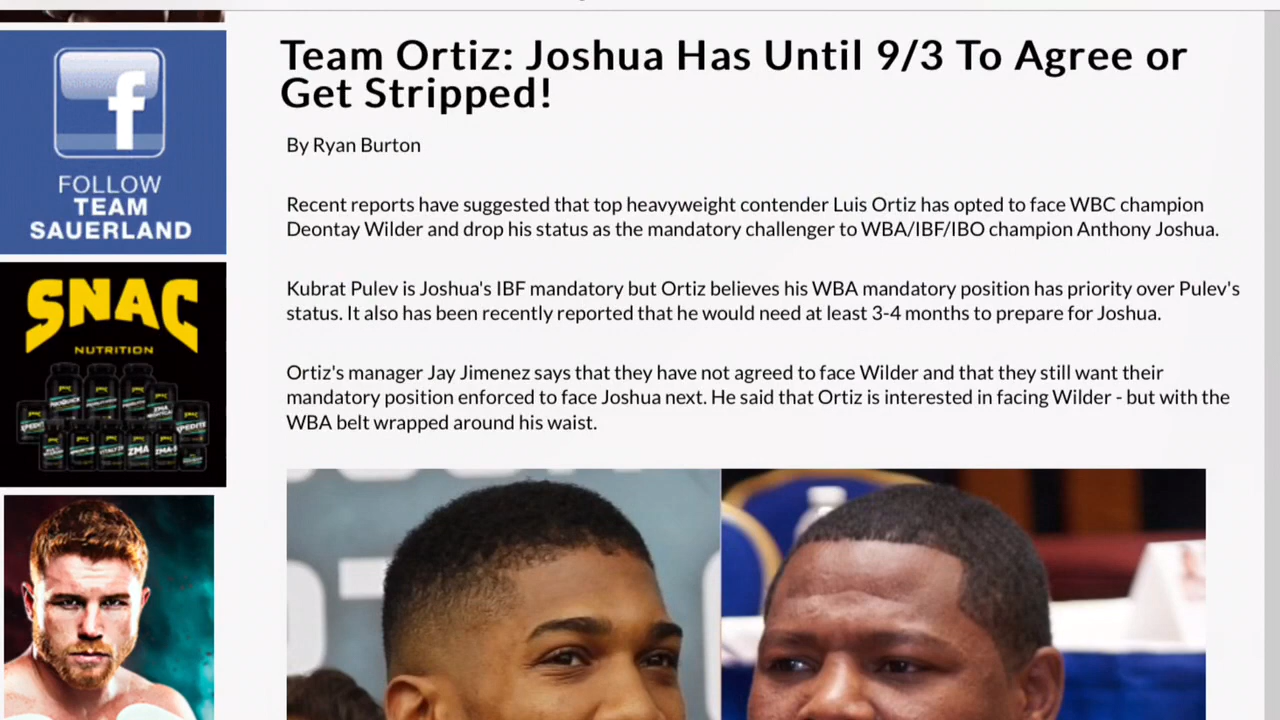 Team Ortiz: Joshua Has Until 9/3 To Agree or
Get Stripped!
By Ryan Burton
Recent reports have suggested that top heavyweight contender Luis Ortiz has opted to face WBC champion
Deontay Wilder and drop his status as the mandatory challenger to WBA/IBF/IBO champion Anthony Joshua.
Kubrat Pulev is Joshua's IBF mandatory but Ortiz believes his WBA mandatory position has priority over Pulev's
status. It also has been recently reported that he would need at least 3-4 months to prepare for Joshua.
Ortiz's manager Jay Jimenez says that they have not agreed to face Wilder and that they still want their
mandatory position enforced to face Joshua next. He said that Ortiz is interested in facing Wilder - but with the
WBA belt wrapped around his waist.
f
FOLLOW
TEAM
SAUERLAND
SNAC
NUTRITION
ZMA